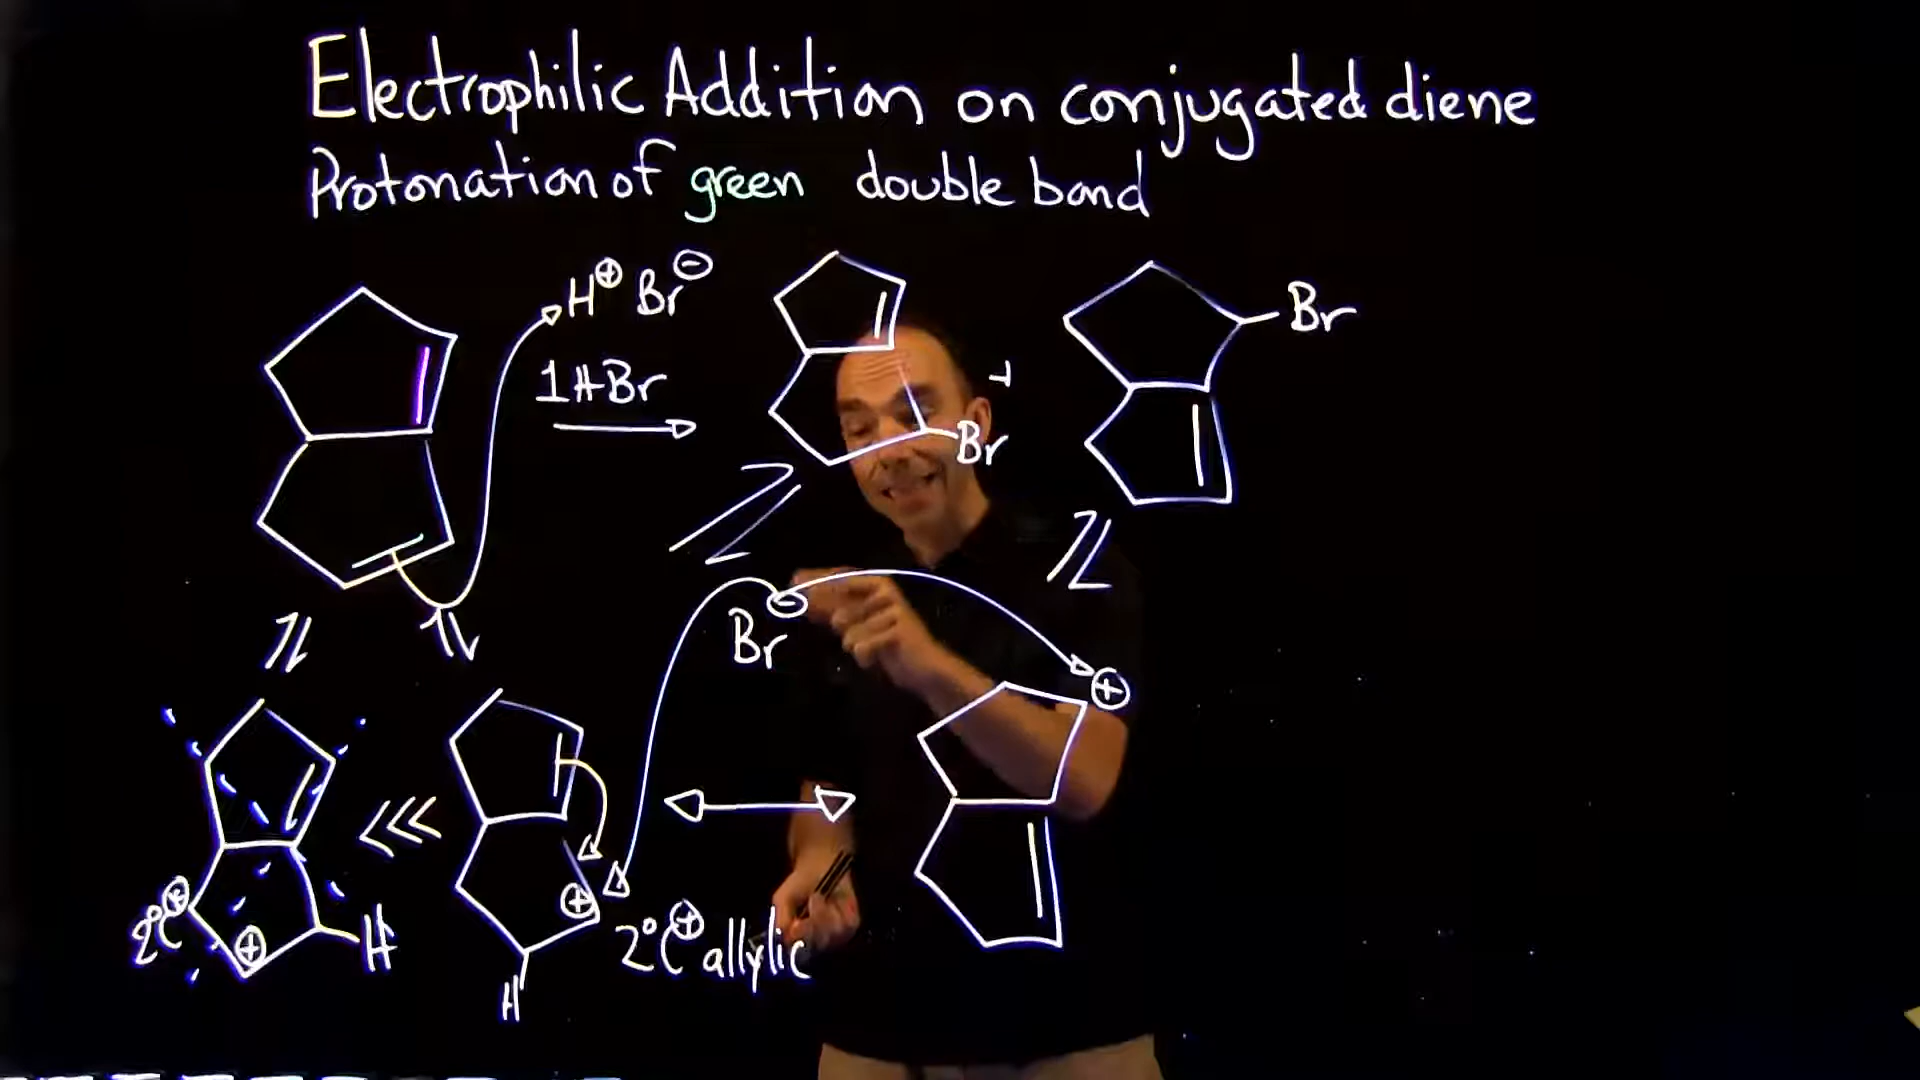 Electrophilic Addition on conjugated diene
Protonation of green double bond
H⊕ Br⊖
1 HBr
Br
+
Br
Br⊖
⊕
2°C⊕
⊕
H
⊕
H
2°C⊕ allylic